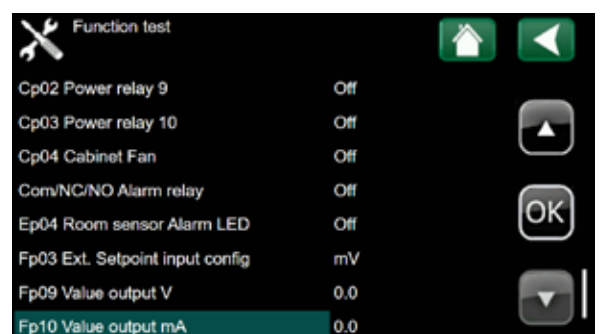 Function test
Cp02 Power relay 9 Off
Cp03 Power relay 10 Off
Cp04 Cabinet Fan Off
Com/NC/NO Alarm relay Off
Ep04 Room sensor Alarm LED Off
Fp03 Ext. Setpoint input config mV
Fp09 Value output V 0.0
Fp10 Value output mA 0.0
OK